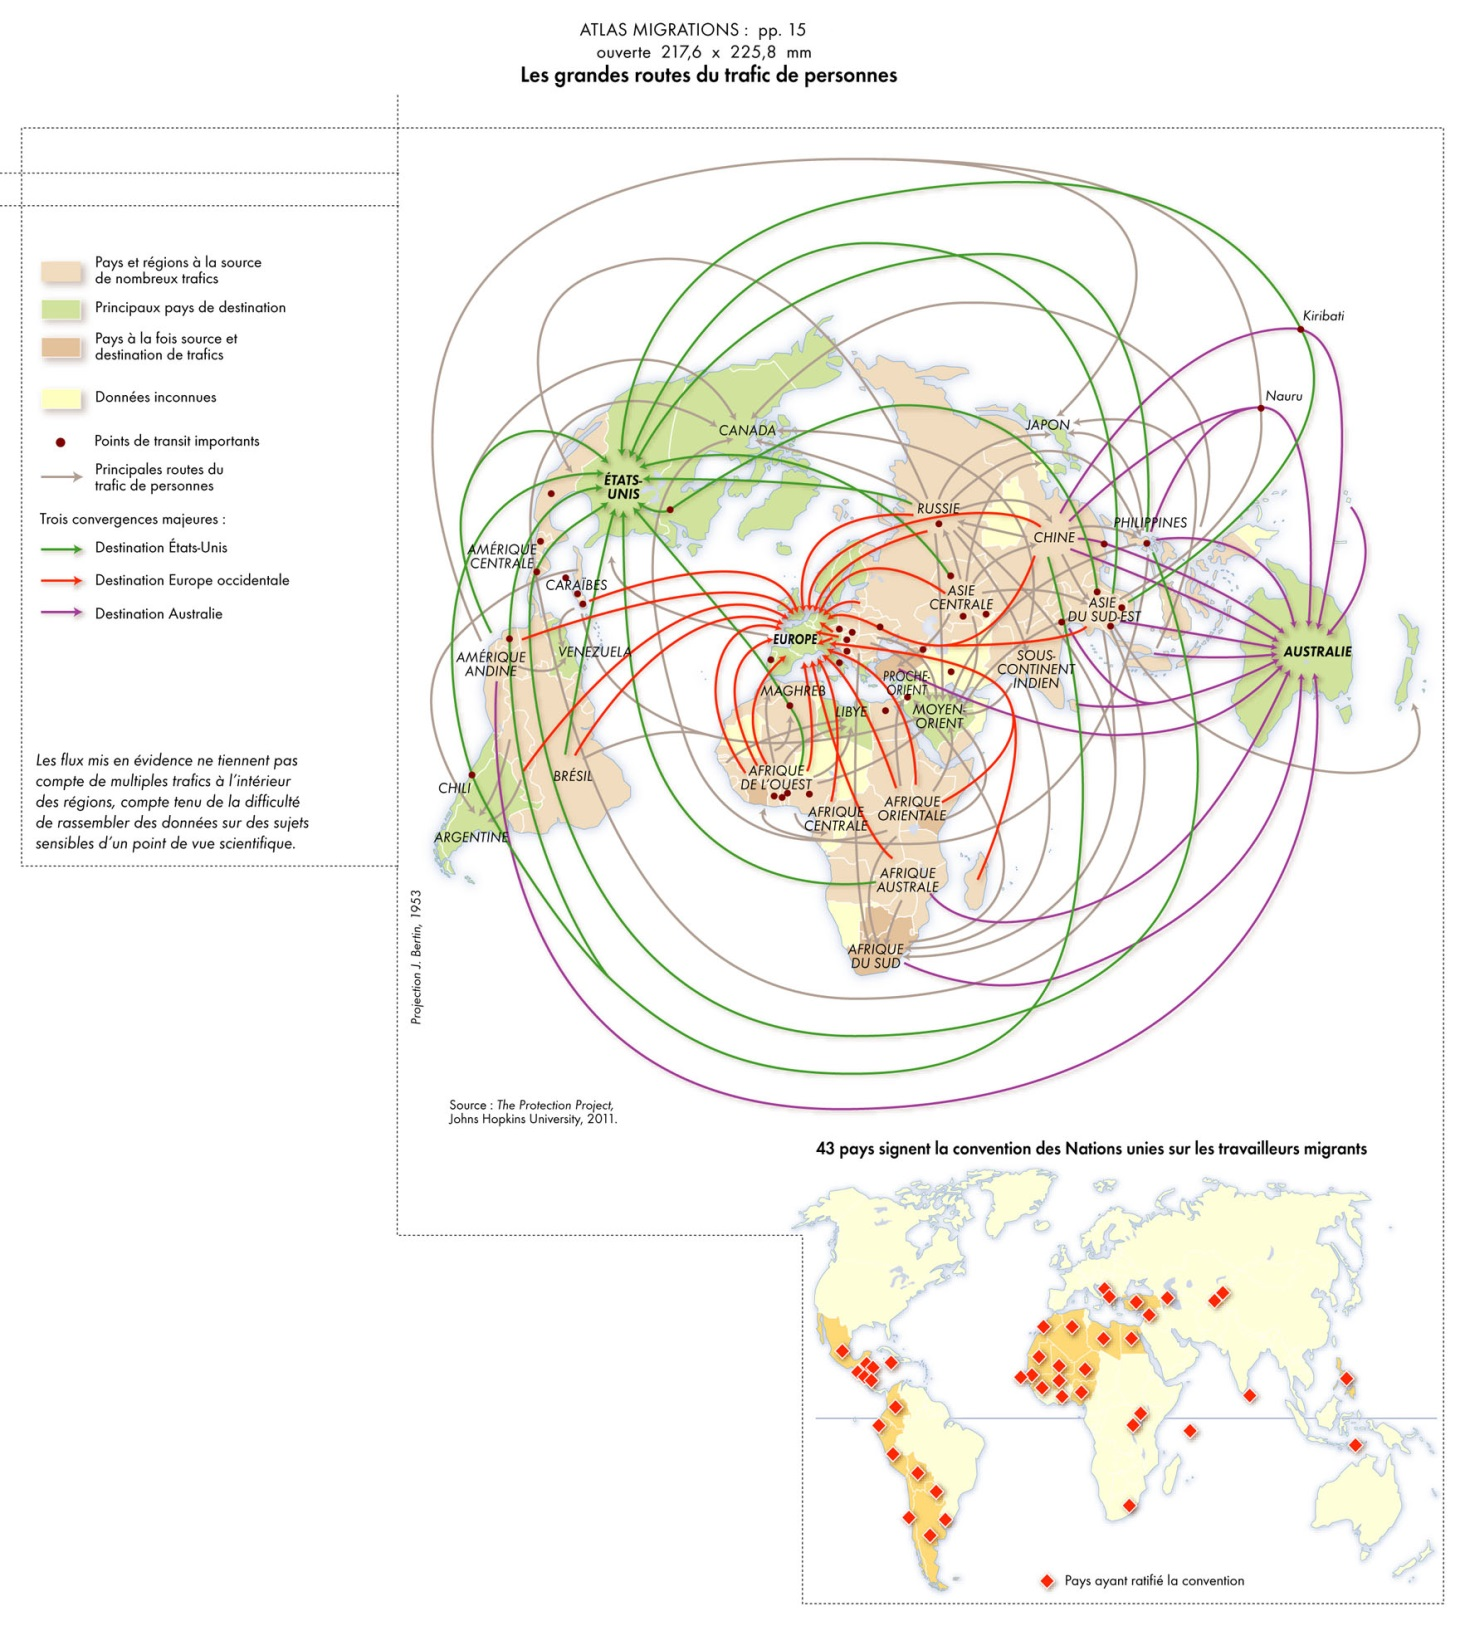 ATLAS MIGRATIONS : pp. 15
ouverte 217,6 x 225,8 mm
Les grandes routes du trafic de personnes
Pays et régions à la source
de nombreux trafics
Principaux pays de destination
Pays à la fois source et
destination de trafics
Données inconnues
Points de transit importants
Principales routes du
trafic de personnes
Trois convergences majeures :
Destination États-Unis
Destination Europe occidentale
Destination Australie
Les flux mis en évidence ne tiennent pas
compte de multiples trafics à l'intérieur
des régions, compte tenu de la difficulté
de rassembler des données sur des sujets
sensibles d'un point de vue scientifique.
Kiribati
Nauru
CANADA
JAPON
ÉTATS-
UNIS
RUSSIE
PHILIPPINES
CHINE
AMÉRIQUE
CENTRALE
CARAÏBES
ASIE
CENTRALE
ASIE
DU SUD-EST
EUROPE
VENEZUELA
AMÉRIQUE
ANDINE
SOUS-
CONTINENT
INDIEN
AUSTRALIE
PROCHE-
ORIENT
MAGHREB
LIBYE
MOYEN-
ORIENT
BRÉSIL
AFRIQUE
DE L'OUEST
CHILI
AFRIQUE
CENTRALE
AFRIQUE
ORIENTALE
ARGENTINE
AFRIQUE
AUSTRALE
AFRIQUE
DU SUD
Projection J. Bertin, 1953
Source : The Protection Project,
Johns Hopkins University, 2011.
43 pays signent la convention des Nations unies sur les travailleurs migrants
Pays ayant ratifié la convention